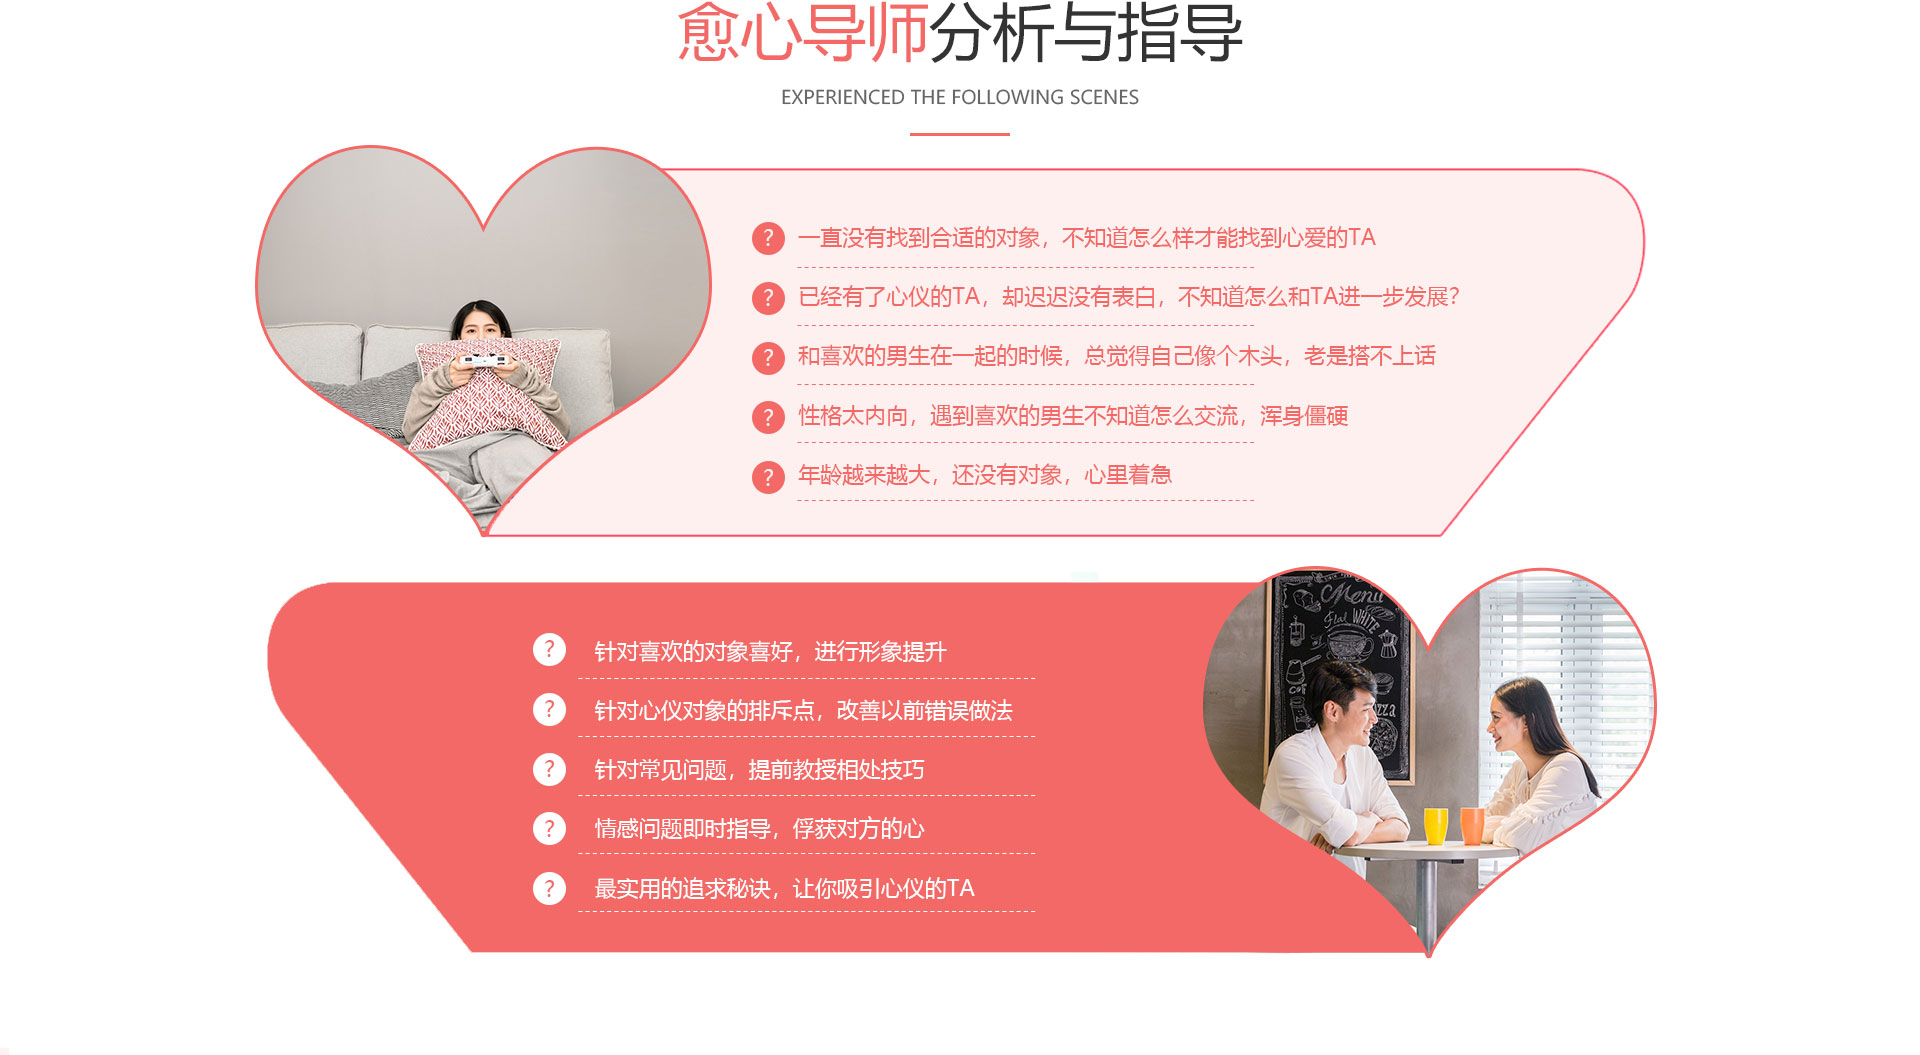 愈心导师分析与指导
EXPERIENCED THE FOLLOWING SCENES
? 一直没有找到合适的对象，不知道怎么样才能找到心爱的TA
? 已经有了心仪的TA，却迟迟没有表白，不知道怎么和TA进一步发展？
? 和喜欢的男生在一起的时候，总觉得自己像个木头，老是搭不上话
? 性格太内向，遇到喜欢的男生不知道怎么交流，浑身僵硬
? 年龄越来越大，还没有对象，心里着急
Menu
Flat WHITE
? 针对喜欢的对象喜好，进行形象提升
? 针对心仪对象的排斥点，改善以前错误做法
? 针对常见问题，提前教授相处技巧
? 情感问题即时指导，俘获对方的心
? 最实用的追求秘诀，让你吸引心仪的TA